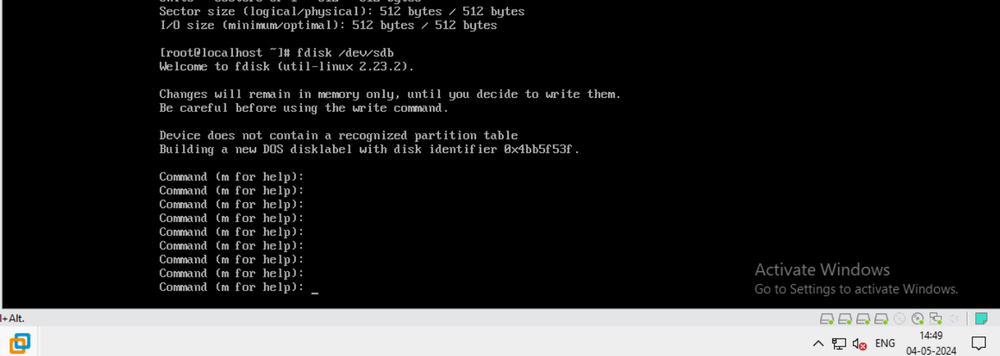 Sector size (logical/physical): 512 bytes / 512 bytes
I/O size (minimum/optimal): 512 bytes / 512 bytes
[root@localhost ~]# fdisk /dev/sdb
Welcome to fdisk (util-linux 2.23.2).
Changes will remain in memory only, until you decide to write them.
Be careful before using the write command.
Device does not contain a recognized partition table
Building a new DOS disklabel with disk identifier 0x4bb5f53f.
Command (m for help):
Command (m for help):
Command (m for help):
Command (m for help):
Command (m for help):
Command (m for help):
Command (m for help):
Command (m for help):
Command (m for help): _
Activate Windows
Go to Settings to activate Windows.
l+Alt.
ENG
14:49
04-05-2024